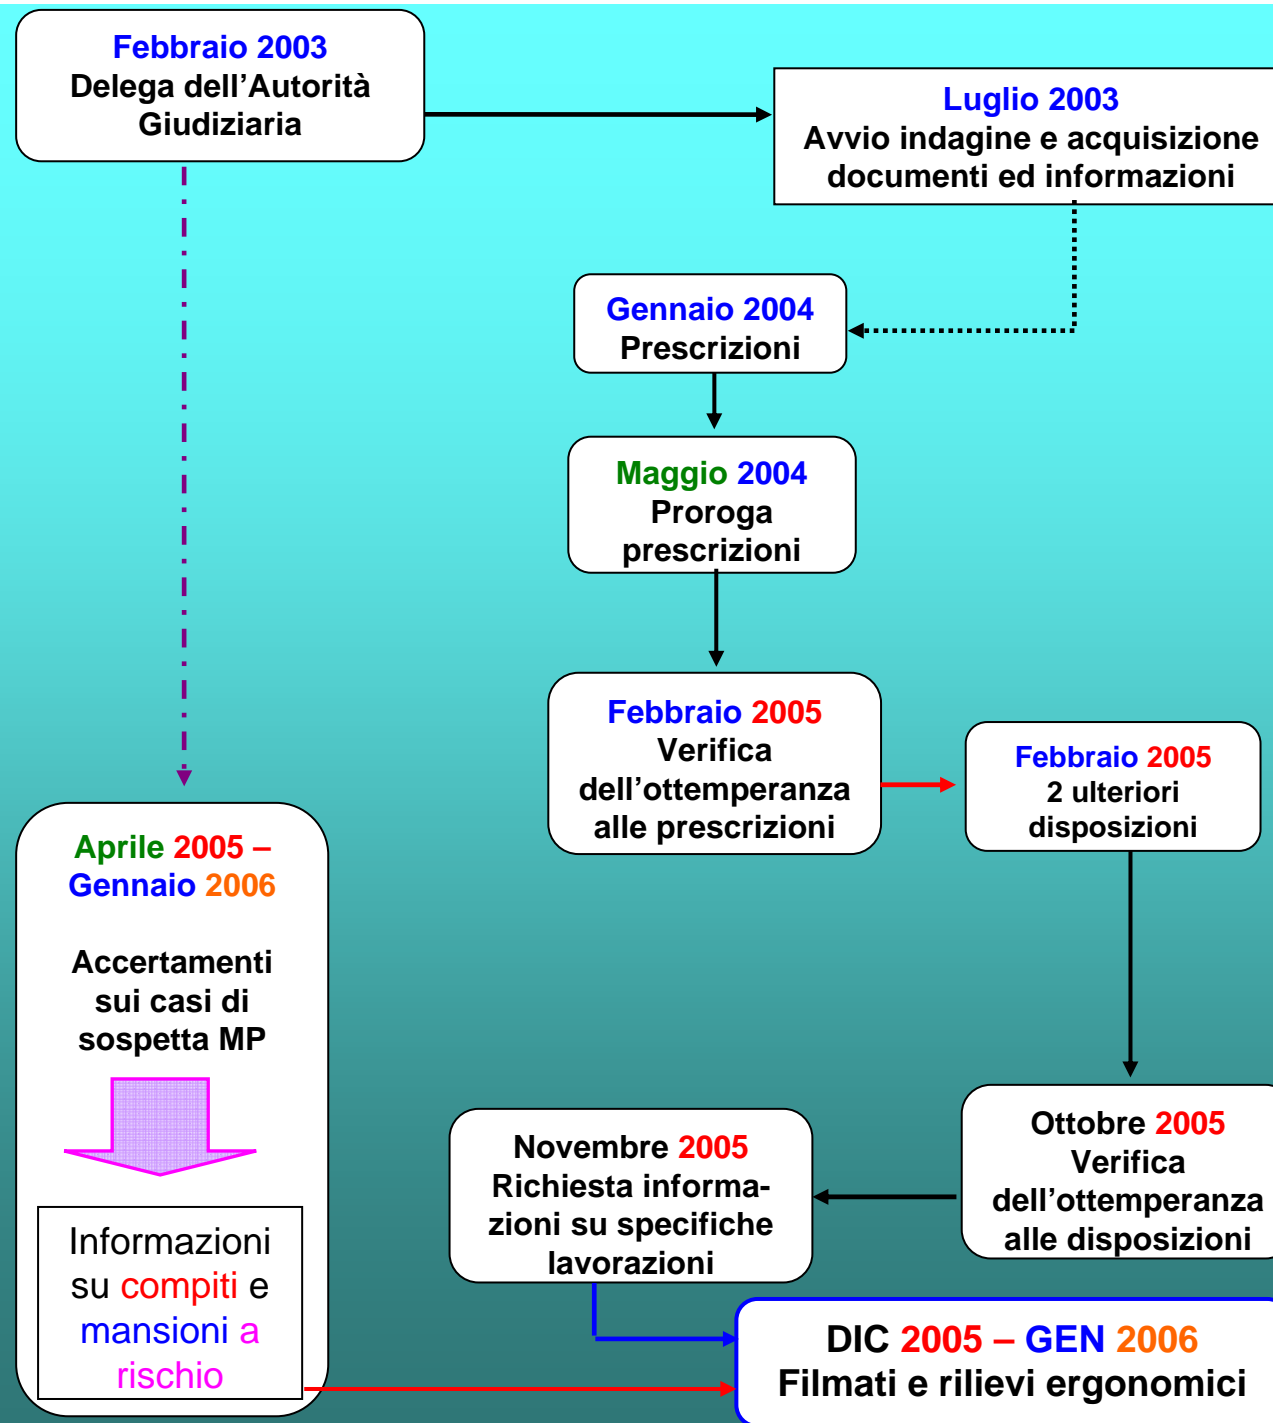 Febbraio 2003
Delega dell’Autorità
Giudiziaria
Luglio 2003
Avvio indagine e acquisizione
documenti ed informazioni
Gennaio 2004
Prescrizioni
Maggio 2004
Proroga
prescrizioni
Febbraio 2005
Verifica
dell’ottemperanza
alle prescrizioni
Febbraio 2005
2 ulteriori
disposizioni
Aprile 2005 –
Gennaio 2006
Accertamenti
sui casi di
sospetta MP
Informazioni
su compiti e
mansioni a
rischio
Ottobre 2005
Verifica
dell’ottemperanza
alle disposizioni
Novembre 2005
Richiesta informa-
zioni su specifiche
lavorazioni
DIC 2005 – GEN 2006
Filmati e rilievi ergonomici